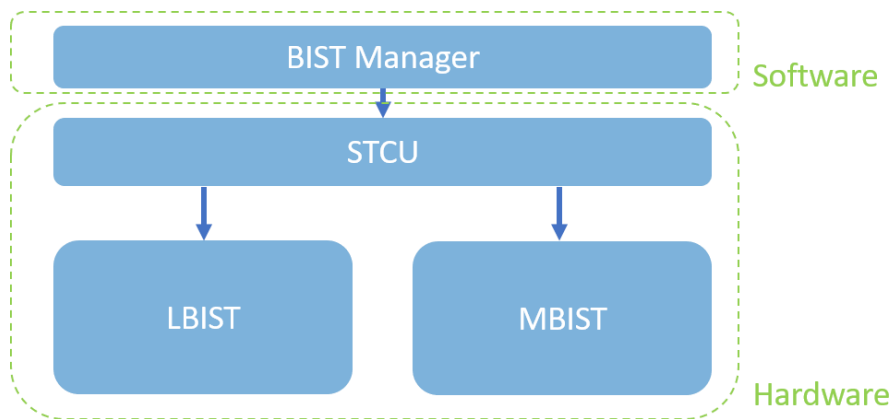 BIST Manager
Software
STCU
LBIST
MBIST
Hardware